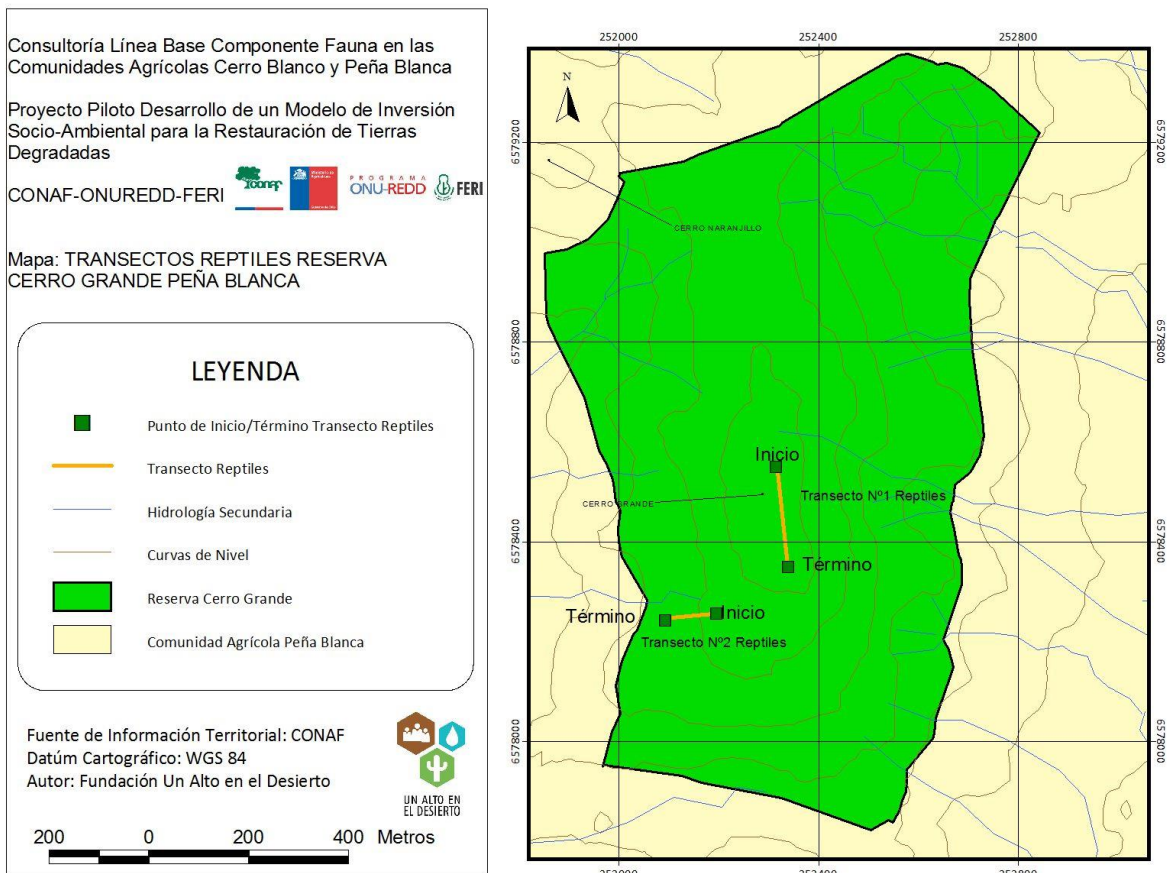 Consultoría Línea Base Componente Fauna en las
Comunidades Agrícolas Cerro Blanco y Peña Blanca
Proyecto Piloto Desarrollo de un Modelo de Inversión
Socio-Ambiental para la Restauración de Tierras
Degradadas
CONAF-ONUREDD-FERI
CONAF
PROGRAMA
ONU-REDD
FERI
Mapa: TRANSECTOS REPTILES RESERVA
CERRO GRANDE PEÑA BLANCA
LEYENDA
Punto de Inicio/Término Transecto Reptiles
Transecto Reptiles
Hidrología Secundaria
Curvas de Nivel
Reserva Cerro Grande
Comunidad Agrícola Peña Blanca
Fuente de Información Territorial: CONAF
Datúm Cartográfico: WGS 84
Autor: Fundación Un Alto en el Desierto
UN ALTO EN
EL DESIERTO
200 0 200 400 Metros
252000 252400 252800
N
6579200 6579200
CERRO NARANJILLO
6578800 6578800
Inicio
Transecto Nº1 Reptiles
CERRO GRANDE
6578400 6578400
Término
Término Inicio
Transecto Nº2 Reptiles
6578000 6578000
252000 252400 252800